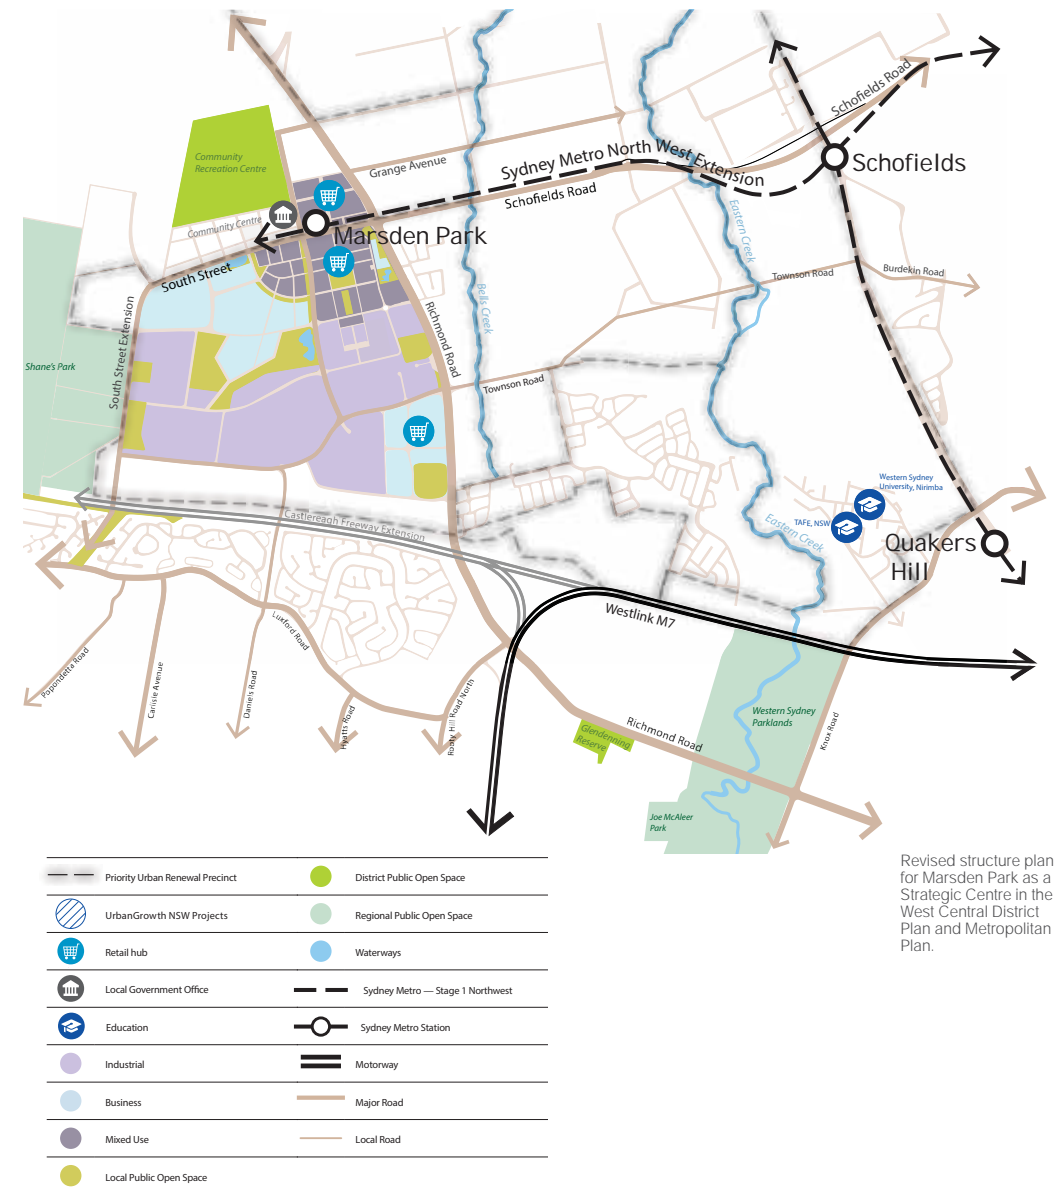 Schofields Road
Community
Recreation Centre
Grange Avenue
Sydney Metro North West Extension
Schofields
Schofields Road
Community Centre
Marsden Park
Eastern Creek
South Street
Townson Road
Burdekin Road
Bells Creek
South Street Extension
Richmond Road
Shane's Park
Townson Road
Western Sydney
University, Nirimba
TAFE, NSW
Eastern Creek
Castlereagh Freeway Extension
Quakers
Hill
Westlink M7
Luxford Road
Popondetta Road
Carlisle Avenue
Daniels Road
Hyatts Road
Rooty Hill Road North
Glendenning
Reserve
Richmond Road
Western Sydney
Parklands
Knox Road
Joe McAleer
Park
Revised structure plan
for Marsden Park as a
Strategic Centre in the
West Central District
Plan and Metropolitan
Plan.
Priority Urban Renewal Precinct
District Public Open Space
UrbanGrowth NSW Projects
Regional Public Open Space
Retail hub
Waterways
Local Government Office
Sydney Metro — Stage 1 Northwest
Education
Sydney Metro Station
Industrial
Motorway
Business
Major Road
Mixed Use
Local Road
Local Public Open Space